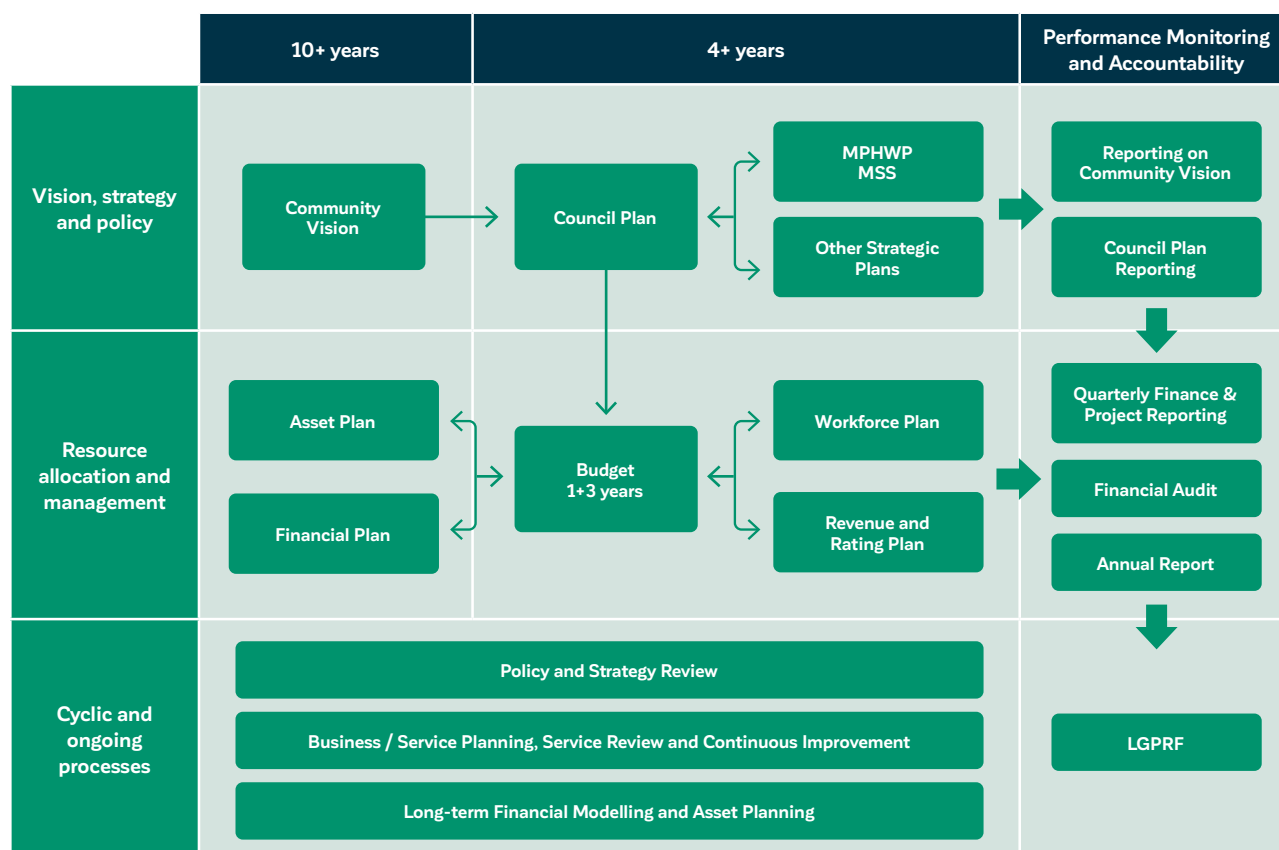 10+ years
4+ years
Performance Monitoring
and Accountability
Vision, strategy
and policy
Community
Vision
Council Plan
MPHWP
MSS
Other Strategic
Plans
Reporting on
Community Vision
Council Plan
Reporting
Resource
allocation and
management
Asset Plan
Financial Plan
Budget
1+3 years
Workforce Plan
Revenue and
Rating Plan
Quarterly Finance &
Project Reporting
Financial Audit
Annual Report
Cyclic and
ongoing
processes
Policy and Strategy Review
Business / Service Planning, Service Review and Continuous Improvement
Long-term Financial Modelling and Asset Planning
LGPRF